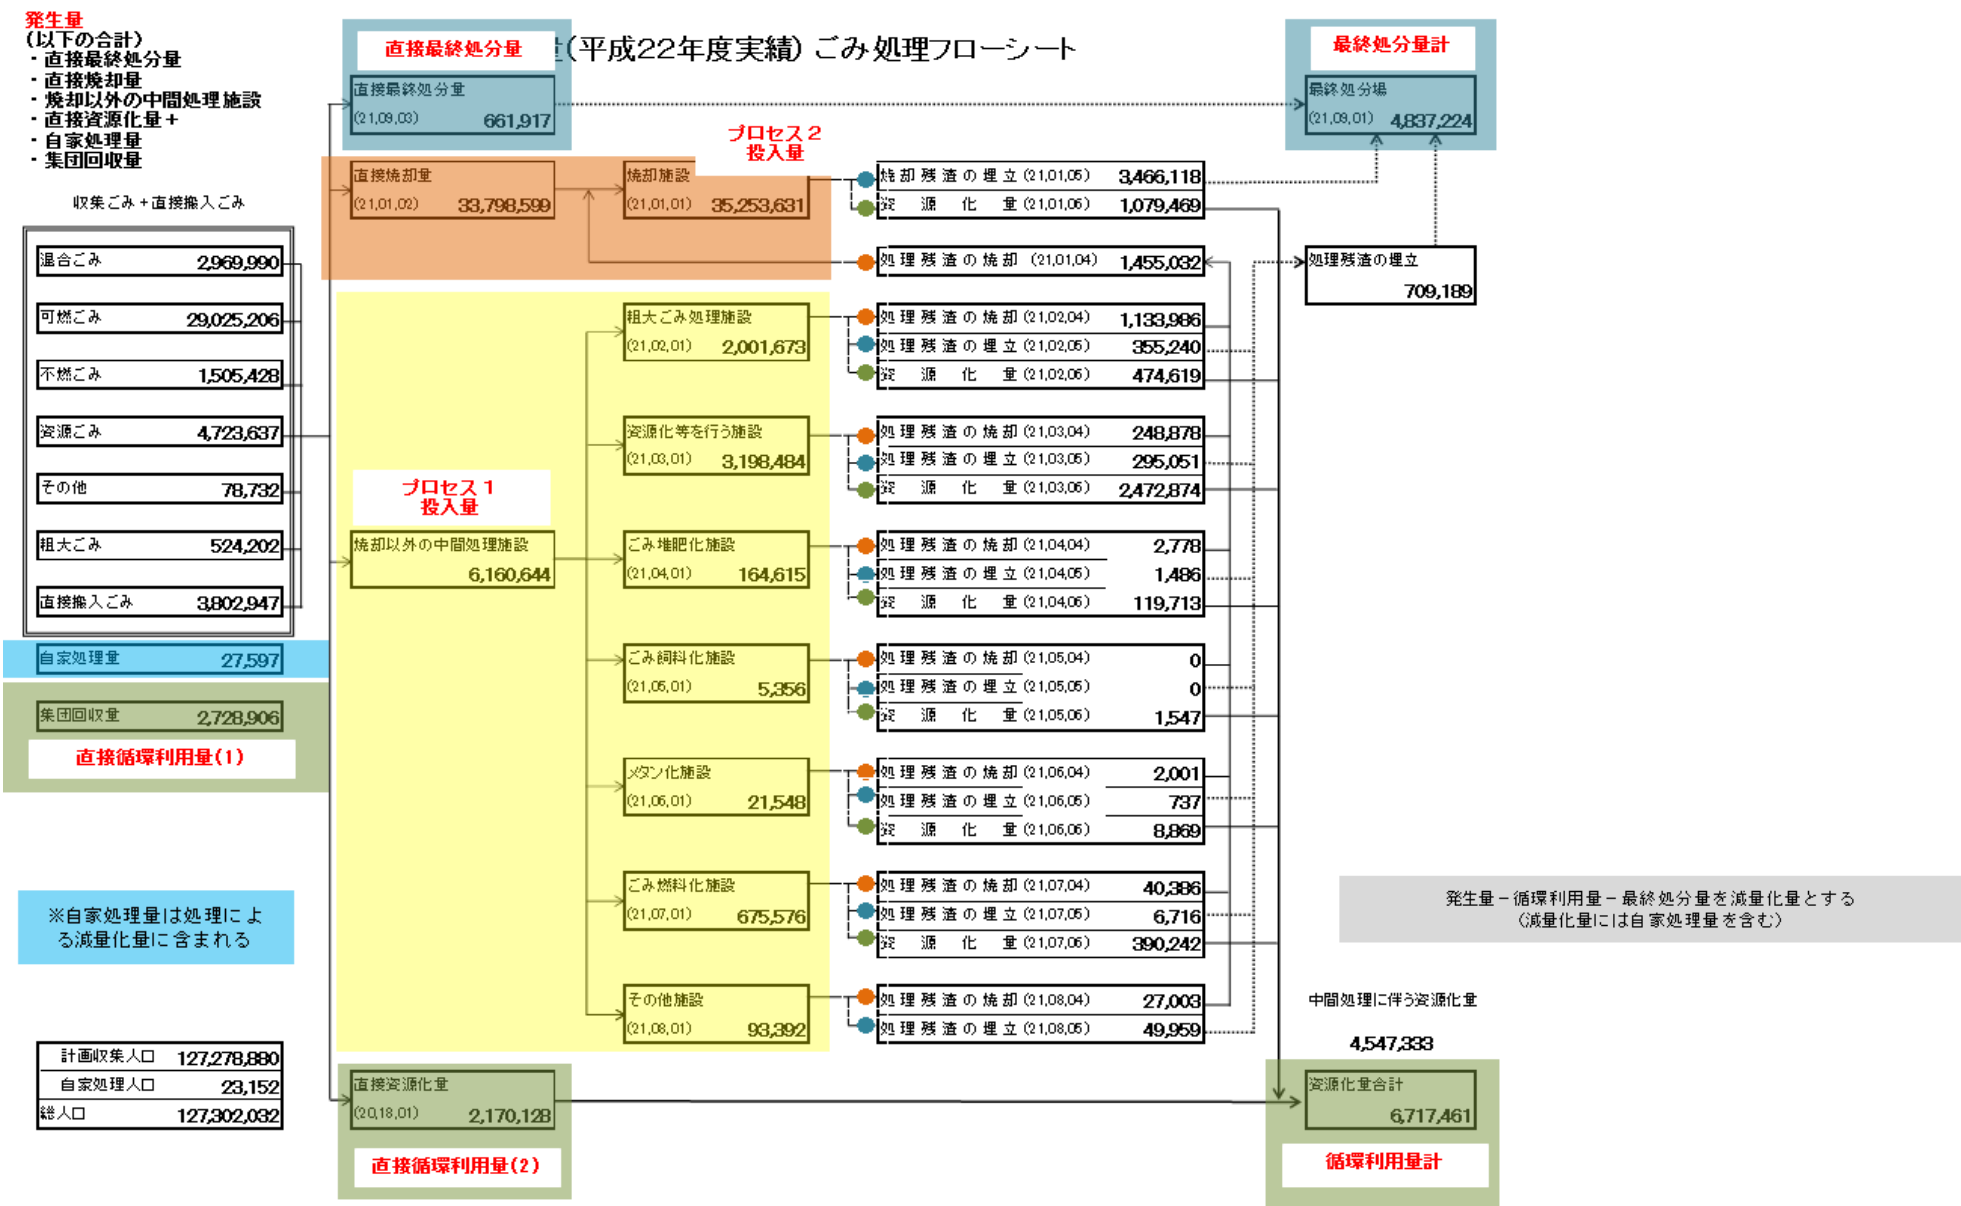 発生量
(以下の合計)
・直接最終処分量
・直接焼却量
・焼却以外の中間処理施設
・直接資源化量+
・自家処理量
・集団回収量
直接最終処分量
量(平成22年度実績) ごみ処理フローシート
最終処分量計
直接最終処分量
(21,09,03) 661,917
最終処分場
(21,09,01) 4,837,224
プロセス2
投入量
直接焼却量
(21,01,02) 33,798,599
焼却施設
(21,01,01) 35,253,631
焼却残渣の埋立(21,01,05) 3,466,118
資源化量(21,01,06) 1,079,469
処理残渣の焼却 (21,01,04) 1,455,032
処理残渣の埋立
709,189
収集ごみ+直接搬入ごみ
混合ごみ 2,969,990
可燃ごみ 29,025,206
不燃ごみ 1,505,428
資源ごみ 4,723,637
その他 78,732
粗大ごみ 524,202
直接搬入ごみ 3,802,947
自家処理量 27,597
集団回収量 2,728,906
直接循環利用量(1)
プロセス1
投入量
焼却以外の中間処理施設
6,160,644
粗大ごみ処理施設
(21,02,01) 2,001,673
処理残渣の焼却(21,02,04) 1,133,986
処理残渣の埋立(21,02,05) 355,240
資源化量(21,02,06) 474,619
資源化等を行う施設
(21,03,01) 3,198,484
処理残渣の焼却(21,03,04) 248,878
処理残渣の埋立(21,03,05) 295,051
資源化量(21,03,06) 2,472,874
ごみ堆肥化施設
(21,04,01) 164,615
処理残渣の焼却(21,04,04) 2,778
処理残渣の埋立(21,04,05) 1,486
資源化量(21,04,06) 119,713
ごみ飼料化施設
(21,05,01) 5,356
処理残渣の焼却(21,05,04) 0
処理残渣の埋立(21,05,05) 0
資源化量(21,05,06) 1,547
メタン化施設
(21,06,01) 21,548
処理残渣の焼却(21,06,04) 2,001
処理残渣の埋立(21,06,05) 737
資源化量(21,06,06) 8,869
ごみ燃料化施設
(21,07,01) 675,576
処理残渣の焼却(21,07,04) 40,386
処理残渣の埋立(21,07,05) 6,716
資源化量(21,07,06) 390,242
その他施設
(21,08,01) 93,392
処理残渣の焼却(21,08,04) 27,003
処理残渣の埋立(21,08,05) 49,959
※自家処理量は処理によ
る減量化量に含まれる
発生量-循環利用量-最終処分量を減量化量とする
(減量化量には自家処理量を含む)
計画収集人口 127,278,880
自家処理人口 23,152
総人口 127,302,032
直接資源化量
(20,18,01) 2,170,128
直接循環利用量(2)
中間処理に伴う資源化量
4,547,333
資源化量合計
6,717,461
循環利用量計